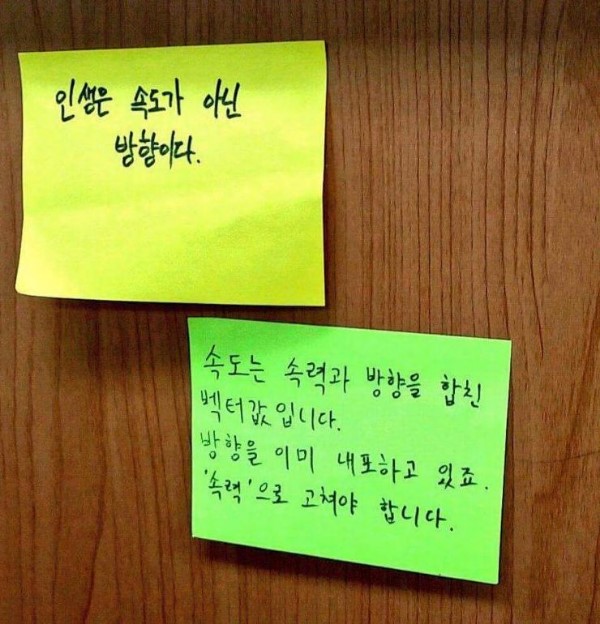 인생은 속도가 아닌
방향이다.
속도는 속력과 방향을 합친
벡터값입니다.
방향을 이미 내포하고 있죠.
'속력'으로 고쳐야 합니다.